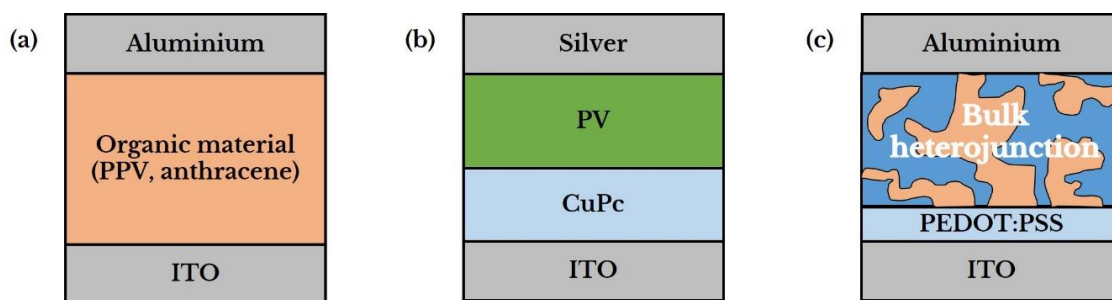 (a)
Aluminium
Organic material
(PPV, anthracene)
ITO
(b)
Silver
PV
CuPc
ITO
(c)
Aluminium
Bulk
heterojunction
PEDOT:PSS
ITO